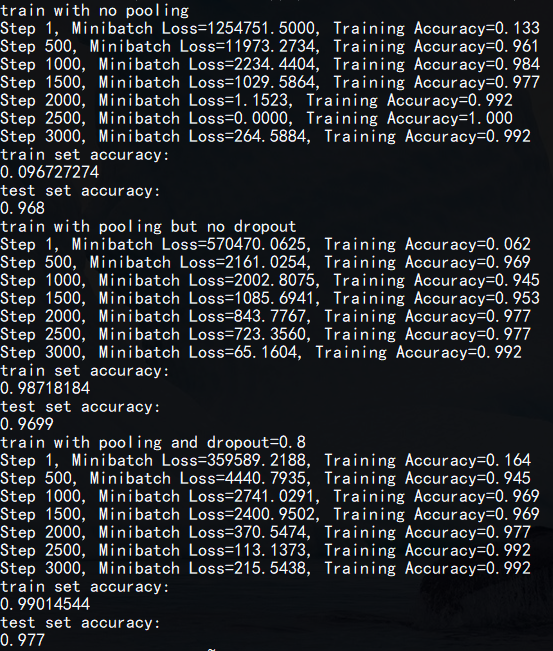 train with no pooling
Step 1, Minibatch Loss=1254751.5000, Training Accuracy=0.133
Step 500, Minibatch Loss=11973.2734, Training Accuracy=0.961
Step 1000, Minibatch Loss=2234.4404, Training Accuracy=0.984
Step 1500, Minibatch Loss=1029.5864, Training Accuracy=0.977
Step 2000, Minibatch Loss=1.1523, Training Accuracy=0.992
Step 2500, Minibatch Loss=0.0000, Training Accuracy=1.000
Step 3000, Minibatch Loss=264.5884, Training Accuracy=0.992
train set accuracy:
0.096727274
test set accuracy:
0.968
train with pooling but no dropout
Step 1, Minibatch Loss=570470.0625, Training Accuracy=0.062
Step 500, Minibatch Loss=2161.0254, Training Accuracy=0.969
Step 1000, Minibatch Loss=2002.8075, Training Accuracy=0.945
Step 1500, Minibatch Loss=1085.6941, Training Accuracy=0.953
Step 2000, Minibatch Loss=843.7767, Training Accuracy=0.977
Step 2500, Minibatch Loss=723.3560, Training Accuracy=0.977
Step 3000, Minibatch Loss=65.1604, Training Accuracy=0.992
train set accuracy:
0.98718184
test set accuracy:
0.9699
train with pooling and dropout=0.8
Step 1, Minibatch Loss=359589.2188, Training Accuracy=0.164
Step 500, Minibatch Loss=4440.7935, Training Accuracy=0.945
Step 1000, Minibatch Loss=2741.0291, Training Accuracy=0.969
Step 1500, Minibatch Loss=2400.9502, Training Accuracy=0.969
Step 2000, Minibatch Loss=370.5474, Training Accuracy=0.977
Step 2500, Minibatch Loss=113.1373, Training Accuracy=0.992
Step 3000, Minibatch Loss=215.5438, Training Accuracy=0.992
train set accuracy:
0.99014544
test set accuracy:
0.977